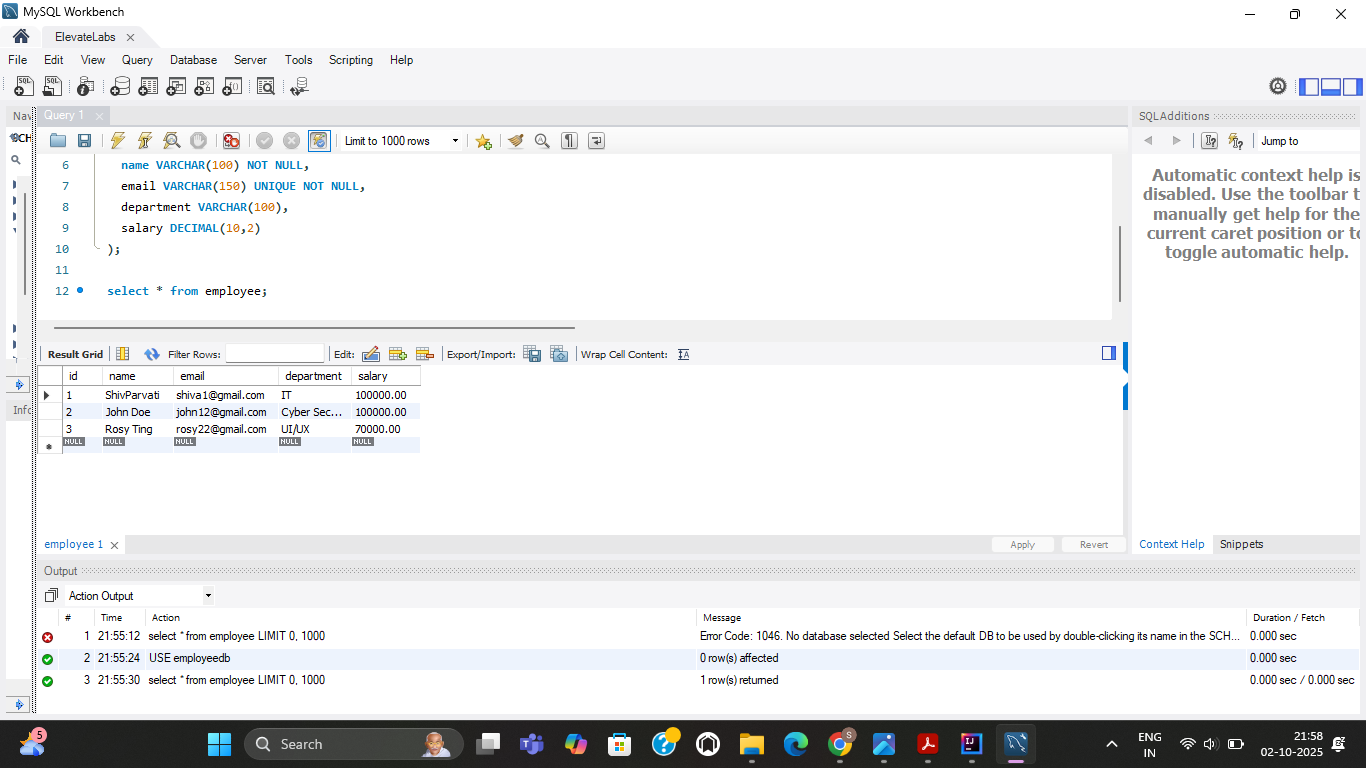 MySQL Workbench
ElevateLabs
File Edit View Query Database Server Tools Scripting Help
Nav
Query 1
SQLAdditions
SCH
Limit to 1000 rows
Jump to
6 name VARCHAR(100) NOT NULL,
7 email VARCHAR(150) UNIQUE NOT NULL,
8 department VARCHAR(100),
9 salary DECIMAL(10,2)
10 );
11
12 select * from employee;
Automatic context help is
disabled. Use the toolbar t
manually get help for the
current caret position or to
toggle automatic help.
Result Grid Filter Rows: Edit: Export/Import: Wrap Cell Content:
id name email department salary
1 ShivParvati shiva1@gmail.com IT 100000.00
2 John Doe john12@gmail.com Cyber Sec... 100000.00
3 Rosy Ting rosy22@gmail.com UI/UX 70000.00
NULL NULL NULL NULL NULL
Info
employee 1
Apply Revert
Context Help Snippets
Output
Action Output
# Time Action Message Duration / Fetch
1 21:55:12 select * from employee LIMIT 0, 1000 Error Code: 1046. No database selected Select the default DB to be used by double-clicking its name in the SCH... 0.000 sec
2 21:55:24 USE employeedb 0 row(s) affected 0.000 sec
3 21:55:30 select * from employee LIMIT 0, 1000 1 row(s) returned 0.000 sec / 0.000 sec
5
Search
S
ENG
IN
21:58
02-10-2025